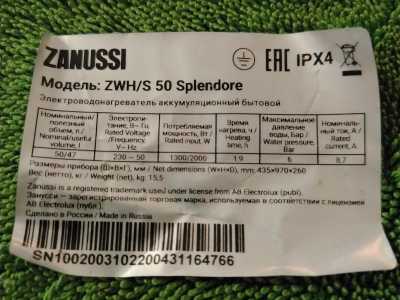 ZANUSSI
EAC IPX4
Модель: ZWH/S 50 Splendore
Электроводонагреватель аккумуляционный бытовой
Номинальный/полезный объем, л / Nominal/useful volume, l
Электропитание, В~ Гц / Rated Voltage /Frequency V~ Hz
Потребляемая мощность, Вт / Rated input, W
Время нагрева, ч / Heating time, h
Максимальное давление воды, Бар / Water pressure, Bar
Номинальный ток, А / Rated current, A
50/47 230 ~ 50 1300/2000 1.9 6 8,7
Размеры прибора (В×В×Г), мм / Net dimensions (W×H×D), mm: 435×970×260
Вес (нетто), кг / Weight (net), kg: 15,5
Zanussi is a registered trademark used under license from AB Electrolux (publ).
Занусси – зарегистрированная торговая марка, используемая в соответствии с лицензией
AB Electrolux (публ.).
Сделано в России / Made in Russia
SN10020031022004311 64766